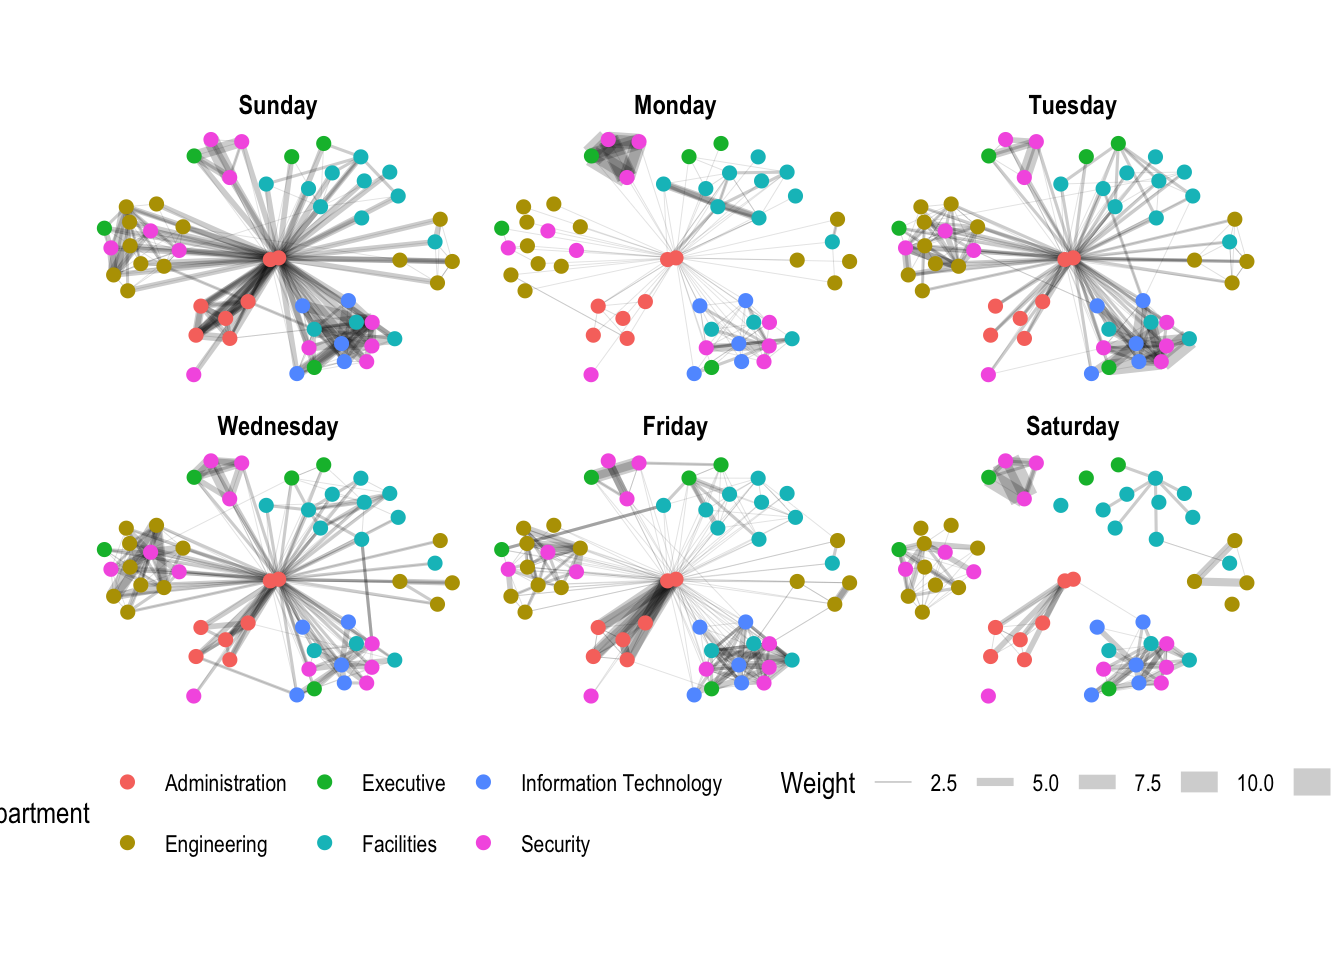 Sunday
Monday
Tuesday
Wednesday
Friday
Saturday
Administration
Executive
Information Technology
Weight
2.5
5.0
7.5
10.0
partment
Engineering
Facilities
Security